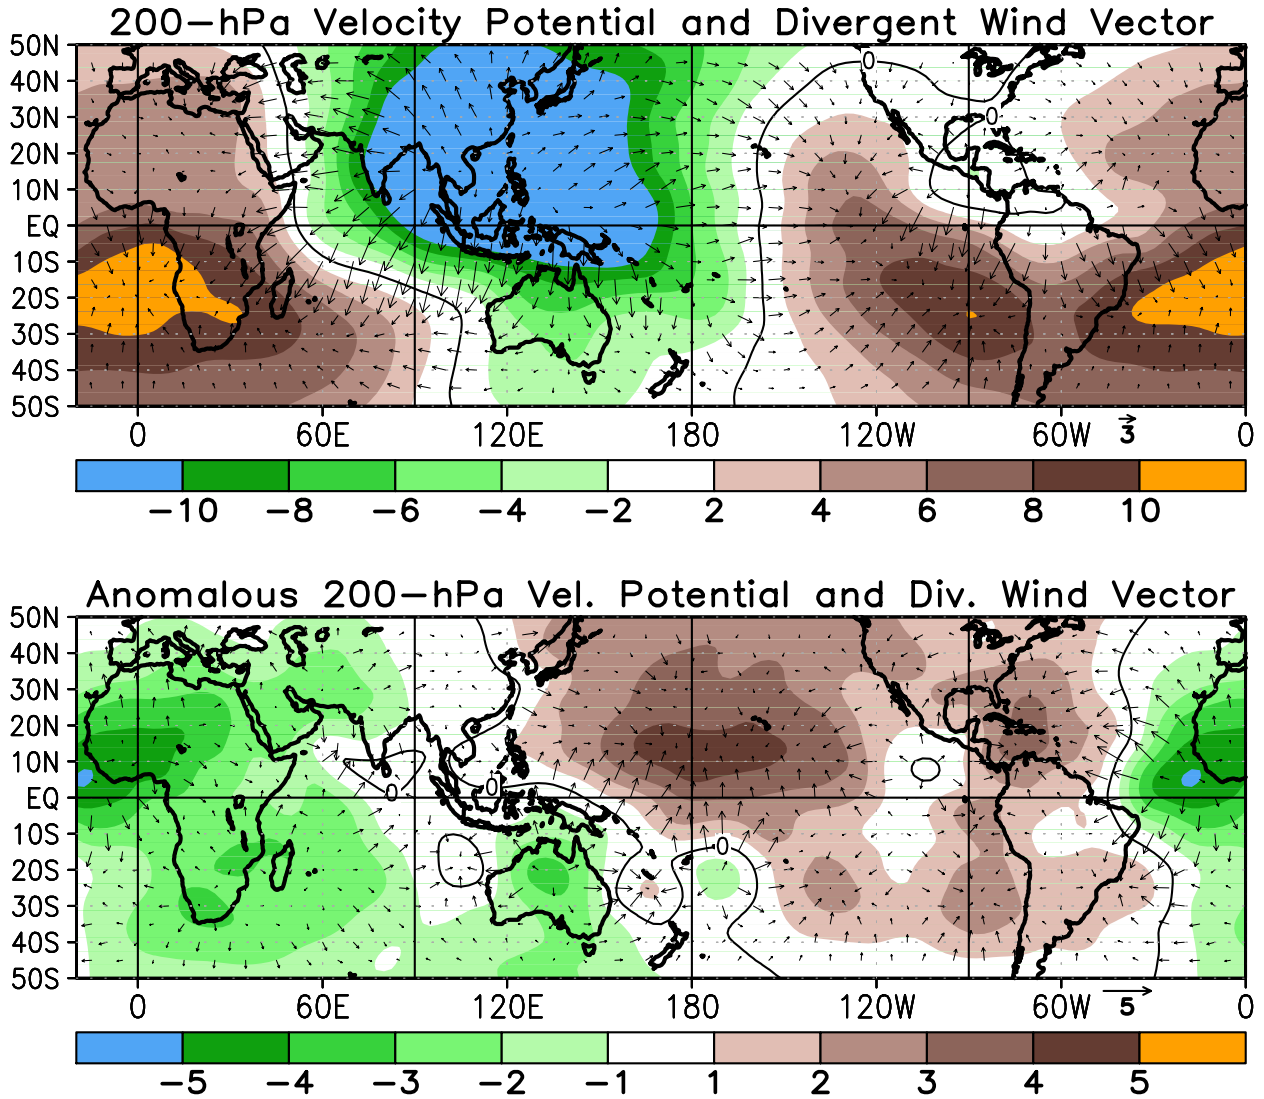 200-hPa Velocity Potential and Divergent Wind Vector
50N
40N
30N
20N
10N
EQ
10S
20S
30S
40S
50S
0
0
0 60E 120E 180 120W 60W 0
3
-10 -8 -6 -4 -2 2 4 6 8 10
Anomalous 200-hPa Vel. Potential and Div. Wind Vector
50N
40N
30N
20N
10N
EQ
10S
20S
30S
40S
50S
0
0
0
0 60E 120E 180 120W 60W 0
5
-5 -4 -3 -2 -1 1 2 3 4 5